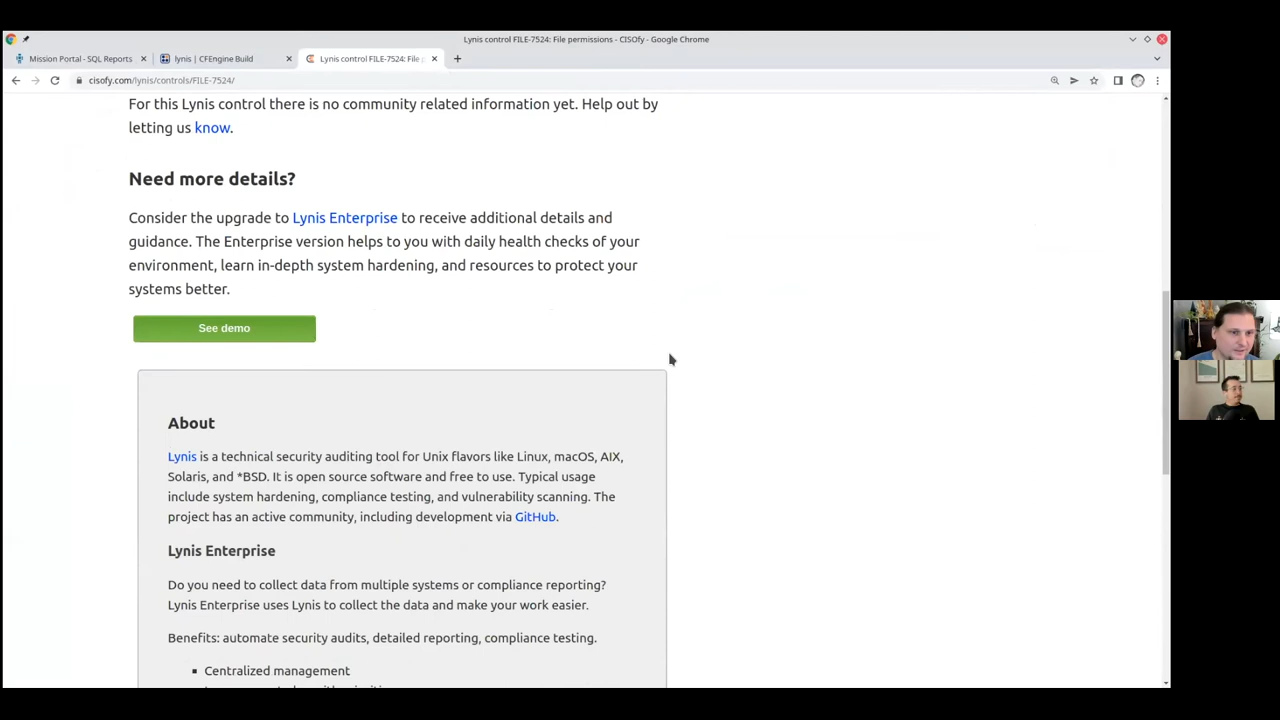 Lynis control FILE-7524: File permissions - CISOfy - Google Chrome
Mission Portal - SQL Reports
lynis | CFEngine Build
Lynis control FILE-7524: File p
cisofy.com/lynis/controls/FILE-7524/
For this Lynis control there is no community related information yet. Help out by
letting us know.
Need more details?
Consider the upgrade to Lynis Enterprise to receive additional details and
guidance. The Enterprise version helps to you with daily health checks of your
environment, learn in-depth system hardening, and resources to protect your
systems better.
See demo
About
Lynis is a technical security auditing tool for Unix flavors like Linux, macOS, AIX,
Solaris, and *BSD. It is open source software and free to use. Typical usage
include system hardening, compliance testing, and vulnerability scanning. The
project has an active community, including development via GitHub.
Lynis Enterprise
Do you need to collect data from multiple systems or compliance reporting?
Lynis Enterprise uses Lynis to collect the data and make your work easier.
Benefits: automate security audits, detailed reporting, compliance testing.
▪ Centralized management